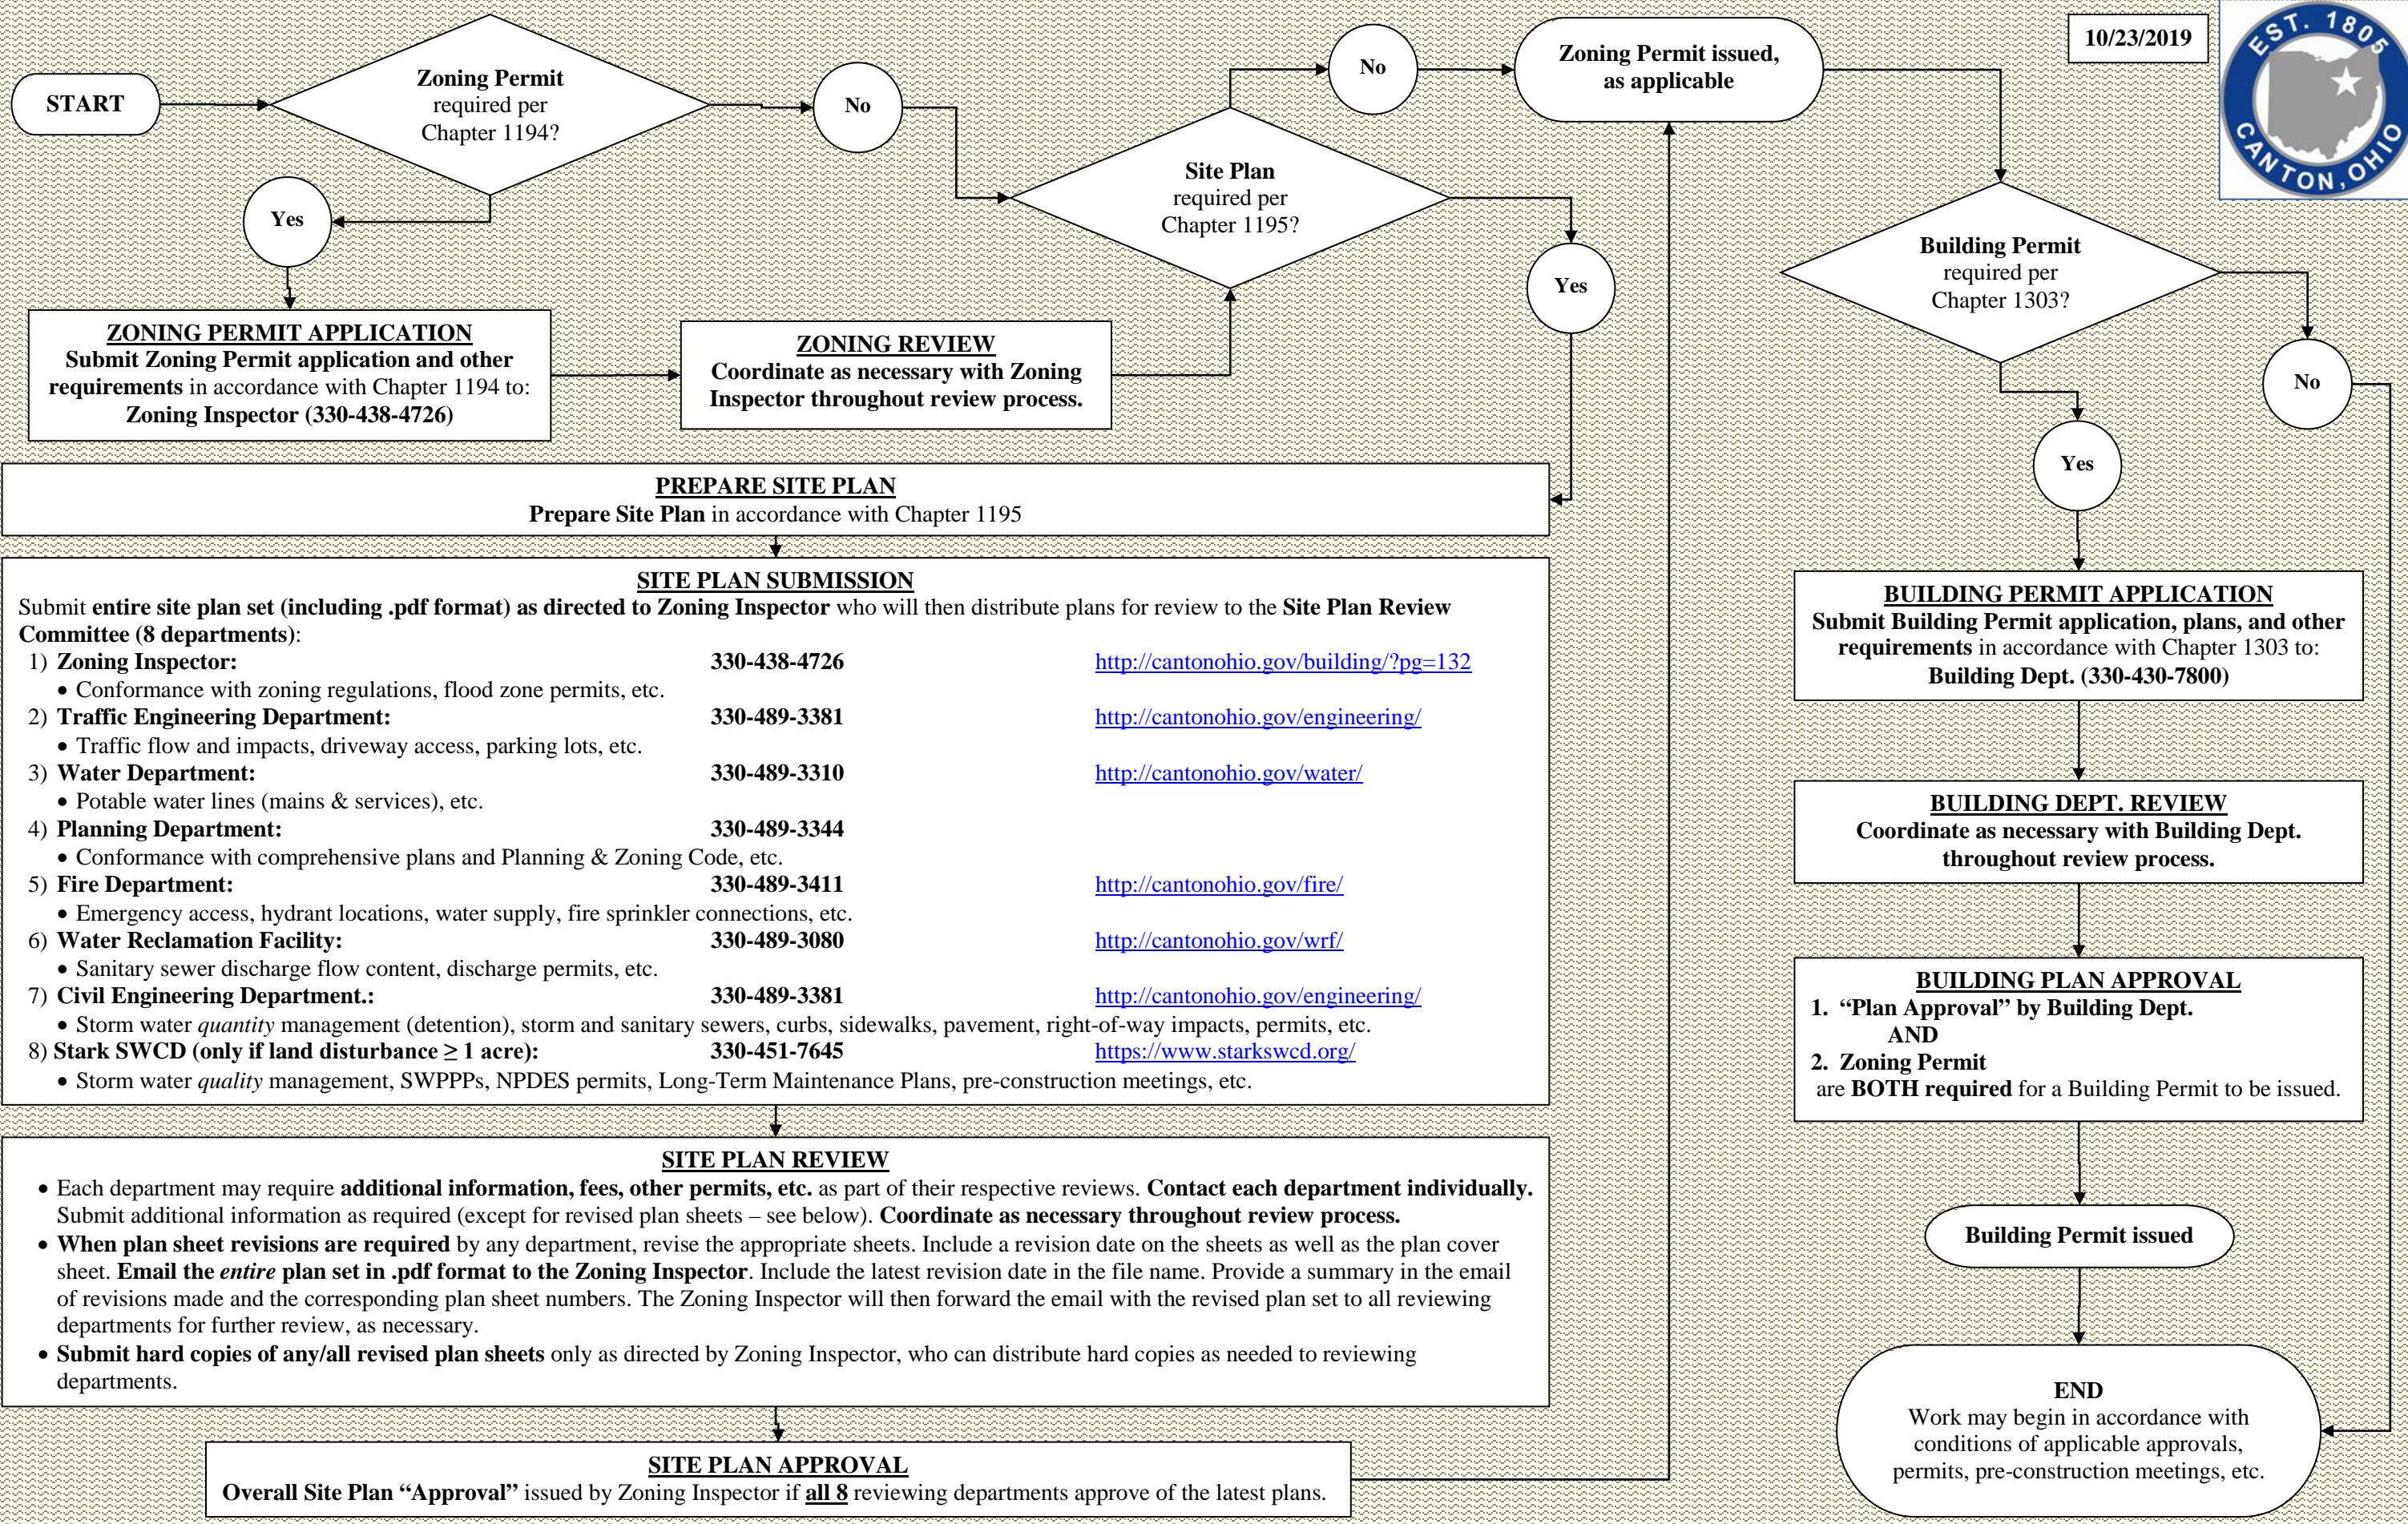 START
Zoning Permit
required per
Chapter 1194?
No
Yes
ZONING PERMIT APPLICATION
Submit Zoning Permit application and other
requirements in accordance with Chapter 1194 to:
Zoning Inspector (330-438-4726)
ZONING REVIEW
Coordinate as necessary with Zoning
Inspector throughout review process.
Site Plan
required per
Chapter 1195?
No
Yes
Zoning Permit issued,
as applicable
10/23/2019
EST. 1805
CANTON, OHIO
PREPARE SITE PLAN
Prepare Site Plan in accordance with Chapter 1195
SITE PLAN SUBMISSION
Submit entire site plan set (including .pdf format) as directed to Zoning Inspector who will then distribute plans for review to the Site Plan Review
Committee (8 departments):
1) Zoning Inspector: 330-438-4726 http://cantonohio.gov/building/?pg=132
• Conformance with zoning regulations, flood zone permits, etc.
2) Traffic Engineering Department: 330-489-3381 http://cantonohio.gov/engineering/
• Traffic flow and impacts, driveway access, parking lots, etc.
3) Water Department: 330-489-3310 http://cantonohio.gov/water/
• Potable water lines (mains & services), etc.
4) Planning Department: 330-489-3344
• Conformance with comprehensive plans and Planning & Zoning Code, etc.
5) Fire Department: 330-489-3411 http://cantonohio.gov/fire/
• Emergency access, hydrant locations, water supply, fire sprinkler connections, etc.
6) Water Reclamation Facility: 330-489-3080 http://cantonohio.gov/wrf/
• Sanitary sewer discharge flow content, discharge permits, etc.
7) Civil Engineering Department.: 330-489-3381 http://cantonohio.gov/engineering/
• Storm water quantity management (detention), storm and sanitary sewers, curbs, sidewalks, pavement, right-of-way impacts, permits, etc.
8) Stark SWCD (only if land disturbance ≥ 1 acre): 330-451-7645 https://www.starkswcd.org/
• Storm water quality management, SWPPPs, NPDES permits, Long-Term Maintenance Plans, pre-construction meetings, etc.
SITE PLAN REVIEW
• Each department may require additional information, fees, other permits, etc. as part of their respective reviews. Contact each department individually.
Submit additional information as required (except for revised plan sheets – see below). Coordinate as necessary throughout review process.
• When plan sheet revisions are required by any department, revise the appropriate sheets. Include a revision date on the sheets as well as the plan cover
sheet. Email the entire plan set in .pdf format to the Zoning Inspector. Include the latest revision date in the file name. Provide a summary in the email
of revisions made and the corresponding plan sheet numbers. The Zoning Inspector will then forward the email with the revised plan set to all reviewing
departments for further review, as necessary.
• Submit hard copies of any/all revised plan sheets only as directed by Zoning Inspector, who can distribute hard copies as needed to reviewing
departments.
SITE PLAN APPROVAL
Overall Site Plan “Approval” issued by Zoning Inspector if all 8 reviewing departments approve of the latest plans.
Building Permit
required per
Chapter 1303?
No
Yes
BUILDING PERMIT APPLICATION
Submit Building Permit application, plans, and other
requirements in accordance with Chapter 1303 to:
Building Dept. (330-430-7800)
BUILDING DEPT. REVIEW
Coordinate as necessary with Building Dept.
throughout review process.
BUILDING PLAN APPROVAL
1. “Plan Approval” by Building Dept.
AND
2. Zoning Permit
are BOTH required for a Building Permit to be issued.
Building Permit issued
END
Work may begin in accordance with
conditions of applicable approvals,
permits, pre-construction meetings, etc.